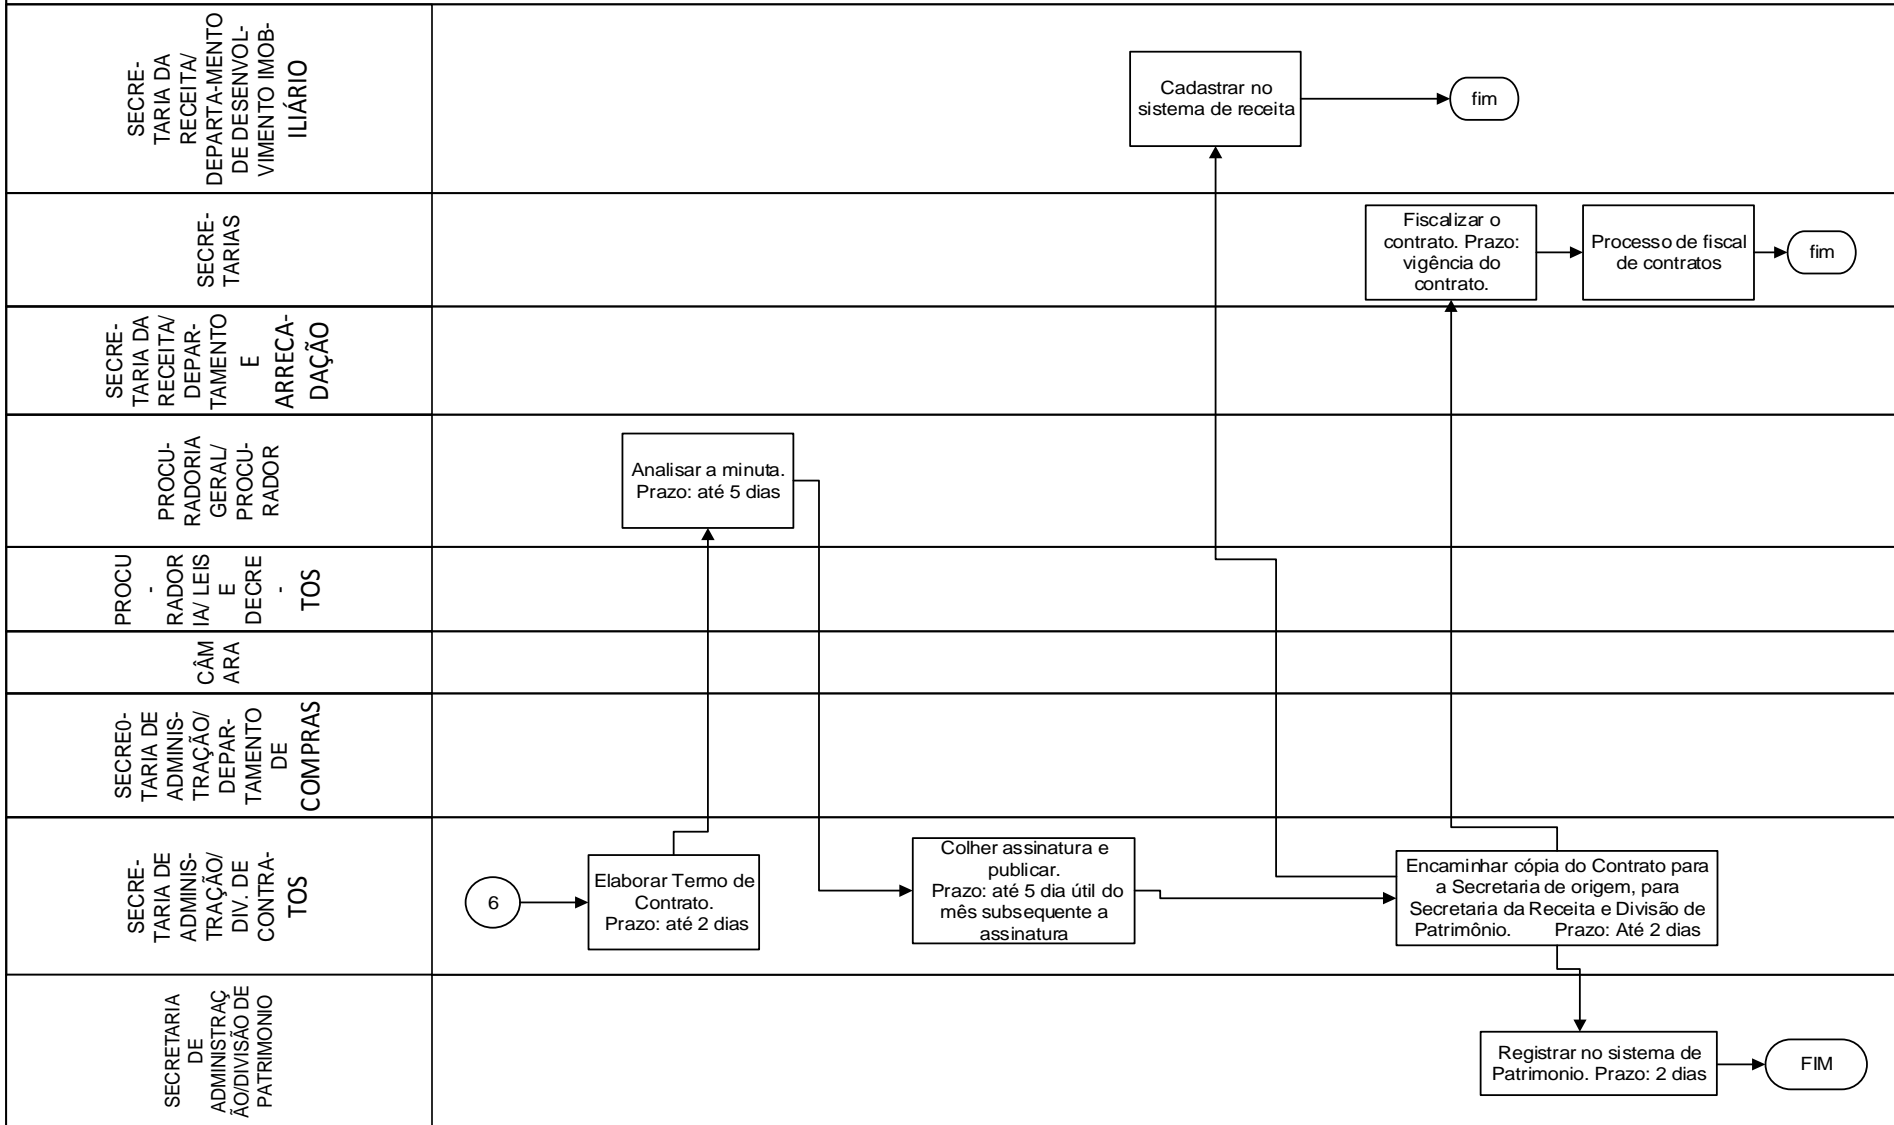 SECRE-
TARIA DA
RECEITA/
DEPARTA-MENTO
DE DESENVOL-
VIMENTO IMOB-
ILIÁRIO
Cadastrar no
sistema de receita
fim
SECRE-
TARIAS
Fiscalizar o
contrato. Prazo:
vigência do
contrato.
Processo de fiscal
de contratos
fim
SECRE-
TARIA DA
RECEITA/
DEPAR-
TAMENTO
E
ARRECA-
DAÇÃO
PROCU-
RADORIA
GERAL/
PROCU-
RADOR
Analisar a minuta.
Prazo: até 5 dias
PROCU
-
RADOR
IA/ LEIS
E
DECRE
-
TOS
CÂM
ARA
SECRE0-
TARIA DE
ADMINIS-
TRAÇÃO/
DEPAR-
TAMENTO
DE
COMPRAS
SECRE-
TARIA DE
ADMINIS-
TRAÇÃO/
DIV. DE
CONTRA-
TOS
6
Elaborar Termo de
Contrato.
Prazo: até 2 dias
Colher assinatura e
publicar.
Prazo: até 5 dia útil do
mês subsequente a
assinatura
Encaminhar cópia do Contrato para
a Secretaria de origem, para
Secretaria da Receita e Divisão de
Patrimônio. Prazo: Até 2 dias
SECRETARIA
DE
ADMINISTRAÇ
ÃO/DIVISÃO DE
PATRIMONIO
Registrar no sistema de
Patrimonio. Prazo: 2 dias
FIM